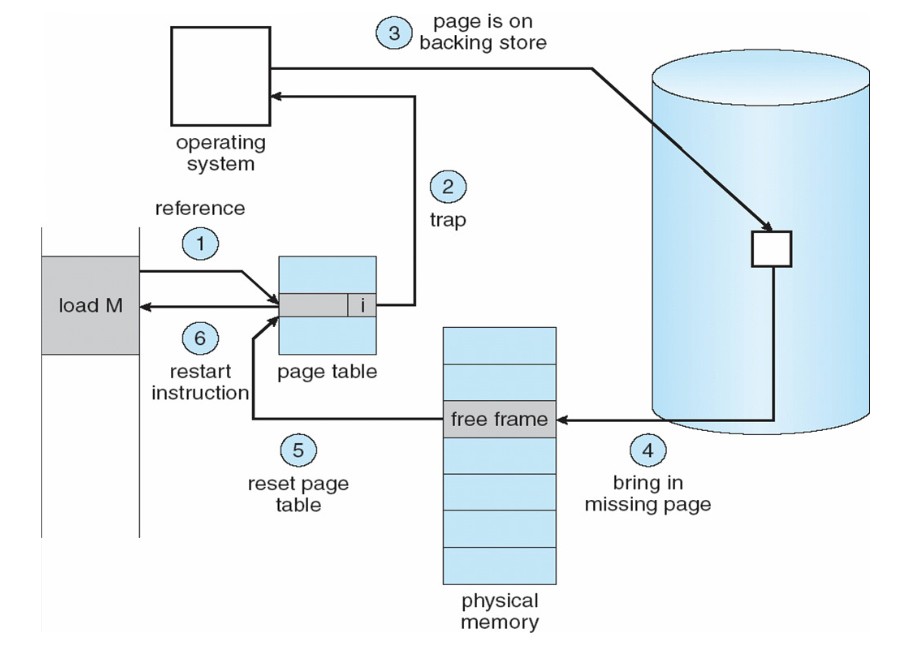 3
page is on
backing store
operating
system
2
trap
reference
1
load M
i
6
restart
instruction
page table
free frame
5
reset page
table
4
bring in
missing page
physical
memory